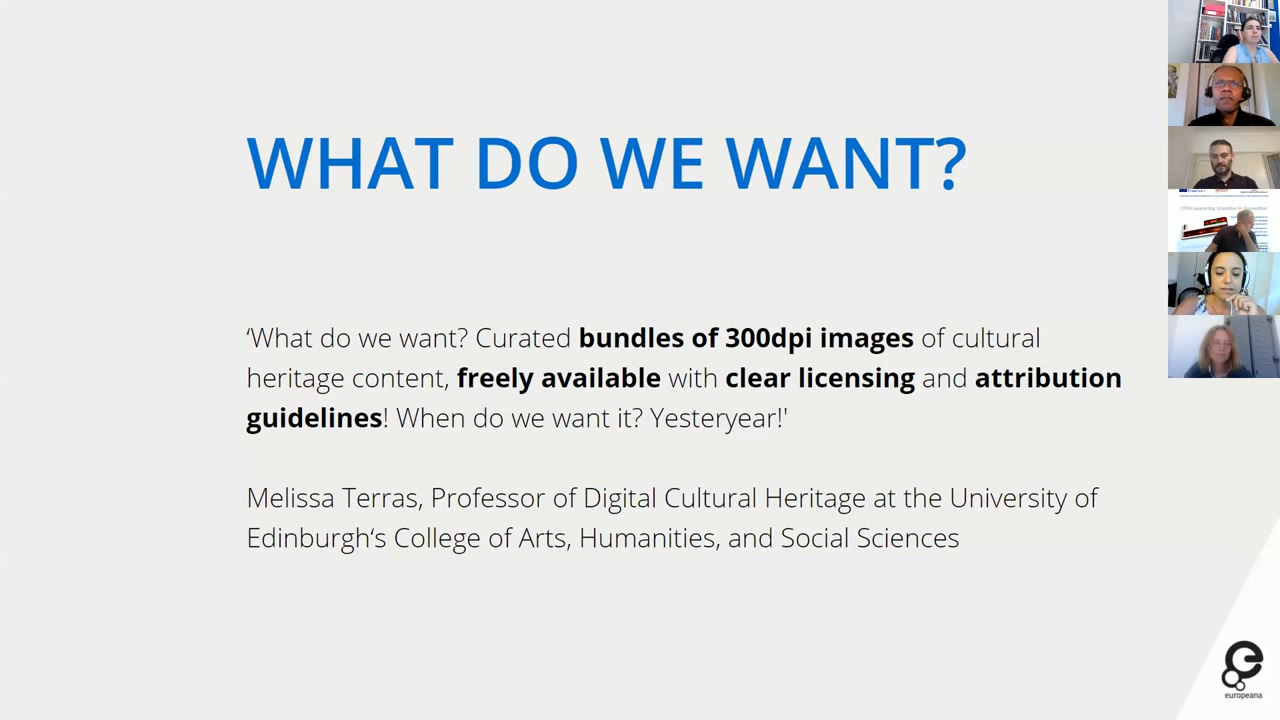 WHAT DO WE WANT?
‘What do we want? Curated bundles of 300dpi images of cultural
heritage content, freely available with clear licensing and attribution
guidelines! When do we want it? Yesteryear!'
Melissa Terras, Professor of Digital Cultural Heritage at the University of
Edinburgh‘s College of Arts, Humanities, and Social Sciences
europeana